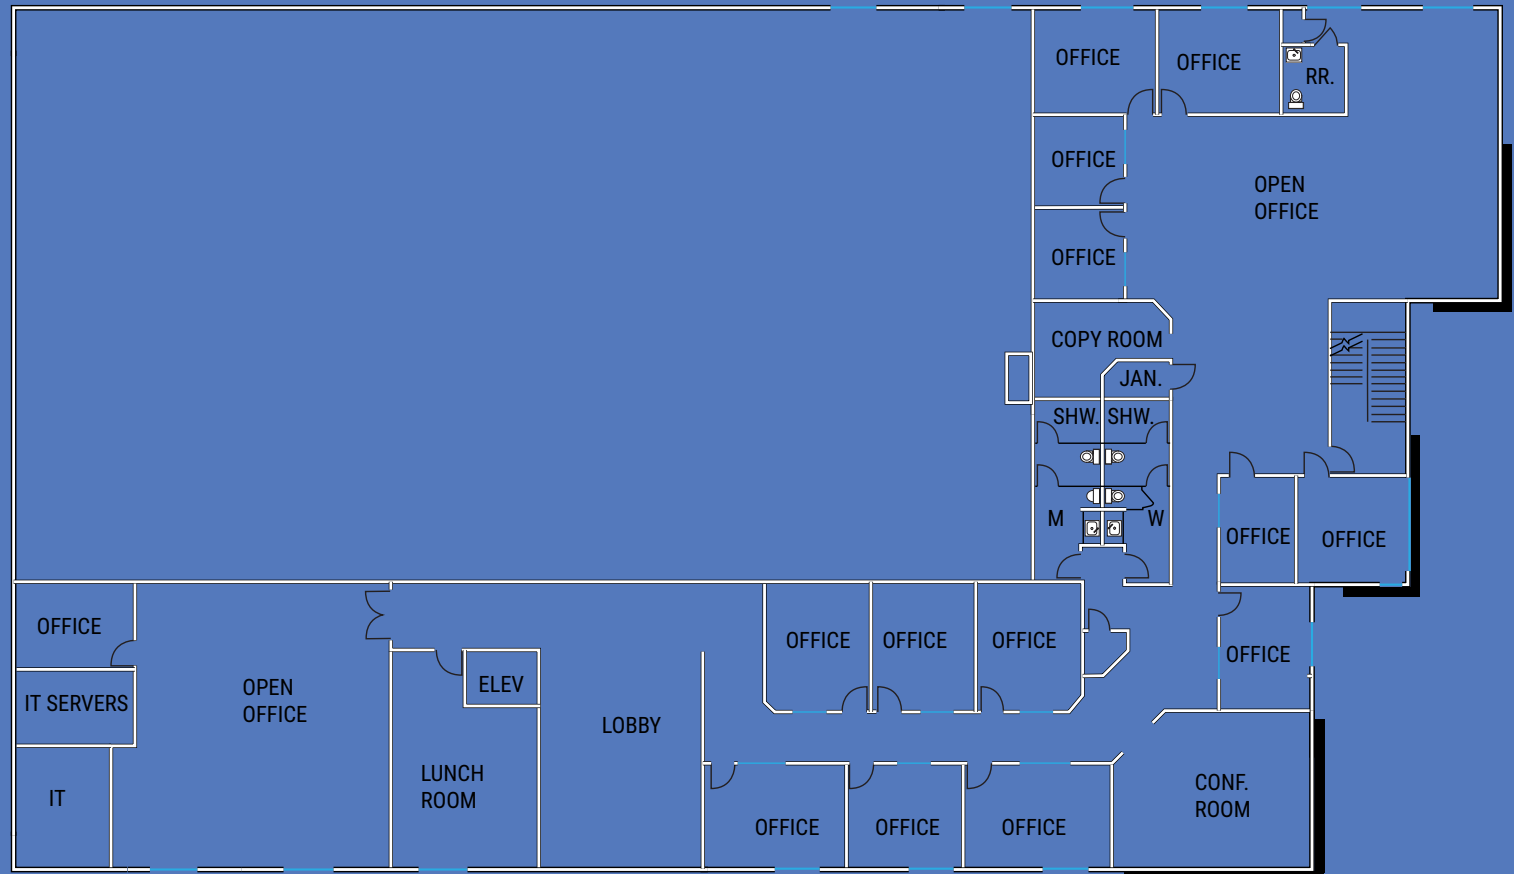 OFFICE
OFFICE
RR.
OFFICE
OPEN
OFFICE
OFFICE
COPY ROOM
JAN.
SHW.
SHW.
M
W
OFFICE
OFFICE
OFFICE
OFFICE
OFFICE
OFFICE
OFFICE
IT SERVERS
OPEN
OFFICE
ELEV
LOBBY
IT
LUNCH
ROOM
CONF.
ROOM
OFFICE
OFFICE
OFFICE